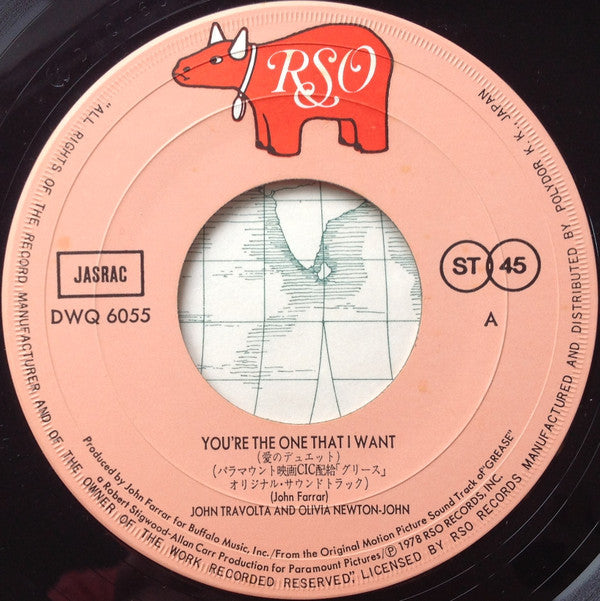 RSO
JASRAC
DWQ 6055
ST 45
A
YOU'RE THE ONE THAT I WANT
(愛のデュエット)
(パラマウント映画CIC配給「グリース」
オリジナル・サウンドトラック)
(John Farrar)
JOHN TRAVOLTA AND OLIVIA NEWTON-JOHN
Produced by John Farrar for Buffalo Music, Inc./From the Original Motion Picture Sound Track of "GREASE"
a Robert Stigwood-Allan Carr Production for Paramount Pictures/Ⓟ1978 RSO RECORDS, INC.
"ALL RIGHTS OF THE RECORD MANUFACTURER AND OF THE OWNER OF THE WORK RECORDED RESERVED", LICENSED BY RSO RECORDS MANUFACTURED AND DISTRIBUTED BY POLYDOR K. K. JAPAN